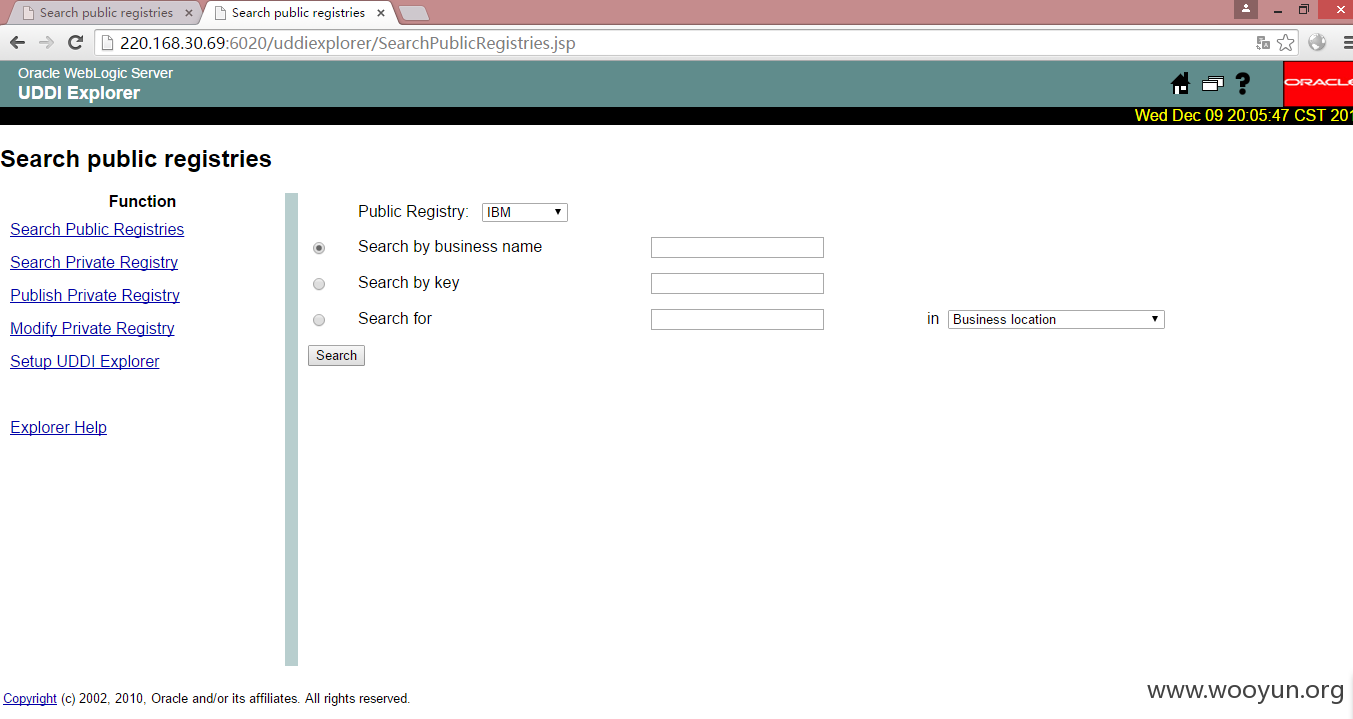 Search public registries
Search public registries
220.168.30.69:6020/uddiexplorer/SearchPublicRegistries.jsp
Oracle WebLogic Server
UDDI Explorer
ORACLE
Wed Dec 09 20:05:47 CST 201
Search public registries
Function
Search Public Registries
Search Private Registry
Publish Private Registry
Modify Private Registry
Setup UDDI Explorer
Explorer Help
Public Registry: IBM
Search by business name
Search by key
Search for in Business location
Search
Copyright (c) 2002, 2010, Oracle and/or its affiliates. All rights reserved.
www.wooyun.org